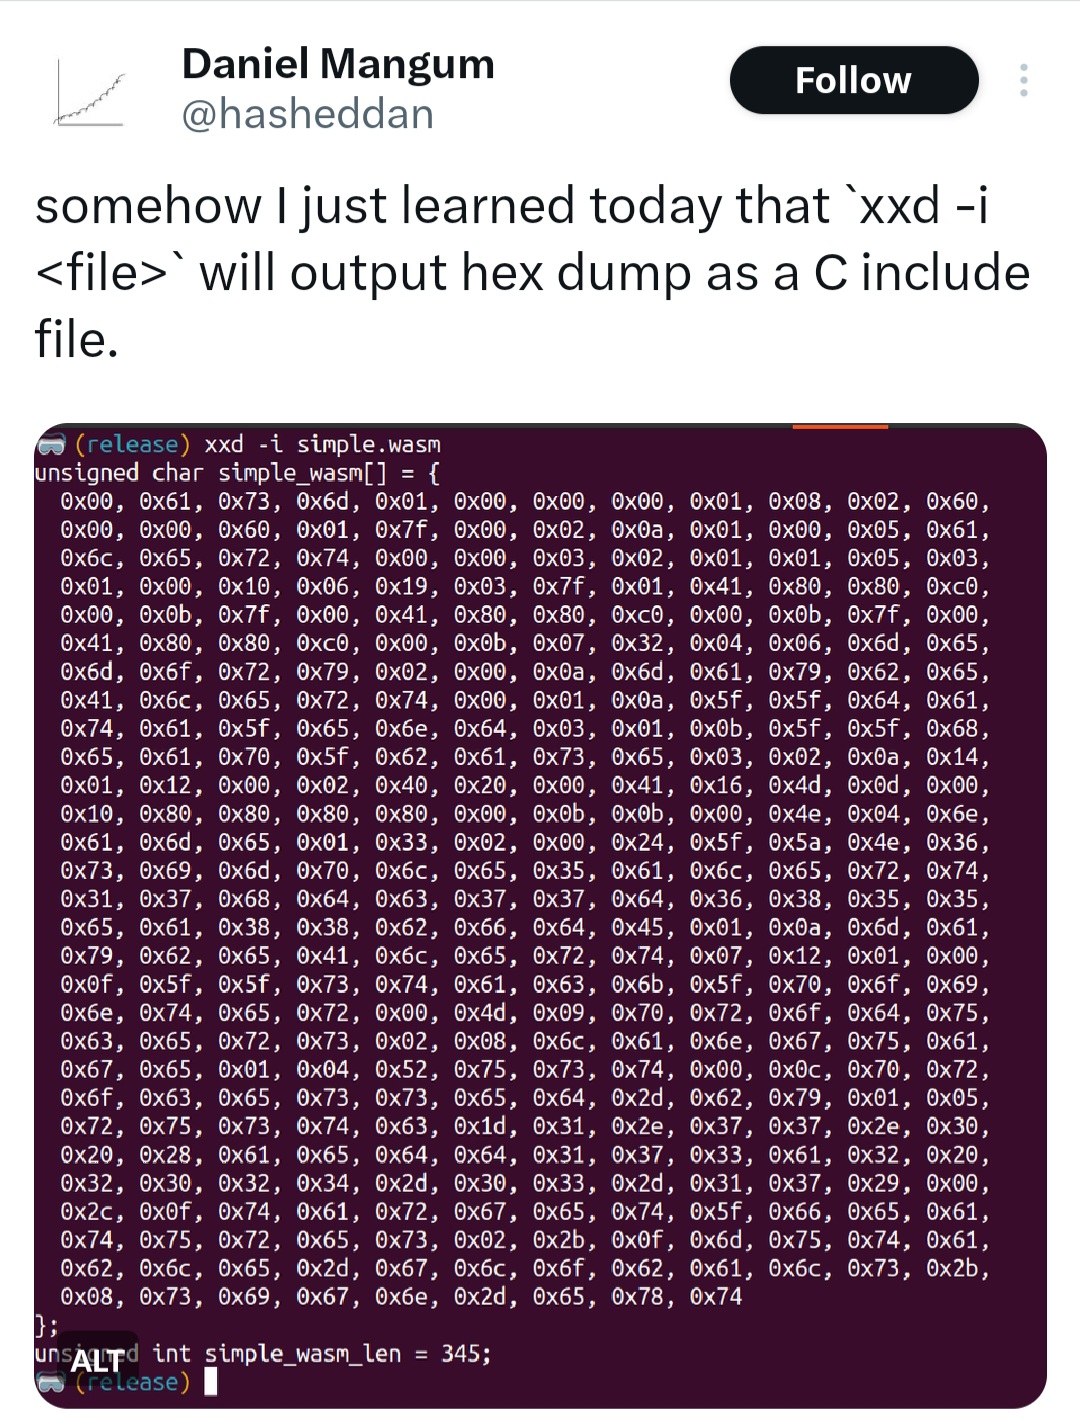 Daniel Mangum
@hasheddan
Follow
somehow I just learned today that `xxd -i
<file>` will output hex dump as a C include
file.
(release) xxd -i simple.wasm
unsigned char simple_wasm[] = {
0x00, 0x61, 0x73, 0x6d, 0x01, 0x00, 0x00, 0x00, 0x01, 0x08, 0x02, 0x60,
0x00, 0x00, 0x60, 0x01, 0x7f, 0x00, 0x02, 0x0a, 0x01, 0x00, 0x05, 0x61,
0x6c, 0x65, 0x72, 0x74, 0x00, 0x00, 0x03, 0x02, 0x01, 0x01, 0x05, 0x03,
0x01, 0x00, 0x10, 0x06, 0x19, 0x03, 0x7f, 0x01, 0x41, 0x80, 0x80, 0xc0,
0x00, 0x0b, 0x7f, 0x00, 0x41, 0x80, 0x80, 0xc0, 0x00, 0x0b, 0x7f, 0x00,
0x41, 0x80, 0x80, 0xc0, 0x00, 0x0b, 0x07, 0x32, 0x04, 0x06, 0x6d, 0x65,
0x6d, 0x6f, 0x72, 0x79, 0x02, 0x00, 0x0a, 0x6d, 0x61, 0x79, 0x62, 0x65,
0x41, 0x6c, 0x65, 0x72, 0x74, 0x00, 0x01, 0x0a, 0x5f, 0x5f, 0x64, 0x61,
0x74, 0x61, 0x5f, 0x65, 0x6e, 0x64, 0x03, 0x01, 0x0b, 0x5f, 0x5f, 0x68,
0x65, 0x61, 0x70, 0x5f, 0x62, 0x61, 0x73, 0x65, 0x03, 0x02, 0x0a, 0x14,
0x01, 0x12, 0x00, 0x02, 0x40, 0x20, 0x00, 0x41, 0x16, 0x4d, 0x0d, 0x00,
0x10, 0x80, 0x80, 0x80, 0x80, 0x00, 0x0b, 0x0b, 0x00, 0x4e, 0x04, 0x6e,
0x61, 0x6d, 0x65, 0x01, 0x33, 0x02, 0x00, 0x24, 0x5f, 0x5a, 0x4e, 0x36,
0x73, 0x69, 0x6d, 0x70, 0x6c, 0x65, 0x35, 0x61, 0x6c, 0x65, 0x72, 0x74,
0x31, 0x37, 0x68, 0x64, 0x63, 0x37, 0x37, 0x64, 0x36, 0x38, 0x35, 0x35,
0x65, 0x61, 0x38, 0x38, 0x62, 0x66, 0x64, 0x45, 0x01, 0x0a, 0x6d, 0x61,
0x79, 0x62, 0x65, 0x41, 0x6c, 0x65, 0x72, 0x74, 0x07, 0x12, 0x01, 0x00,
0x0f, 0x5f, 0x5f, 0x73, 0x74, 0x61, 0x63, 0x6b, 0x5f, 0x70, 0x6f, 0x69,
0x6e, 0x74, 0x65, 0x72, 0x00, 0x4d, 0x09, 0x70, 0x72, 0x6f, 0x64, 0x75,
0x63, 0x65, 0x72, 0x73, 0x02, 0x08, 0x6c, 0x61, 0x6e, 0x67, 0x75, 0x61,
0x67, 0x65, 0x01, 0x04, 0x52, 0x75, 0x73, 0x74, 0x00, 0x0c, 0x70, 0x72,
0x6f, 0x63, 0x65, 0x73, 0x73, 0x65, 0x64, 0x2d, 0x62, 0x79, 0x01, 0x05,
0x72, 0x75, 0x73, 0x74, 0x63, 0x1d, 0x31, 0x2e, 0x37, 0x37, 0x2e, 0x30,
0x20, 0x28, 0x61, 0x65, 0x64, 0x64, 0x31, 0x37, 0x33, 0x61, 0x32, 0x20,
0x32, 0x30, 0x32, 0x34, 0x2d, 0x30, 0x33, 0x2d, 0x31, 0x37, 0x29, 0x00,
0x2c, 0x0f, 0x74, 0x61, 0x72, 0x67, 0x65, 0x74, 0x5f, 0x66, 0x65, 0x61,
0x74, 0x75, 0x72, 0x65, 0x73, 0x02, 0x2b, 0x0f, 0x6d, 0x75, 0x74, 0x61,
0x62, 0x6c, 0x65, 0x2d, 0x67, 0x6c, 0x6f, 0x62, 0x61, 0x6c, 0x73, 0x2b,
0x08, 0x73, 0x69, 0x67, 0x6e, 0x2d, 0x65, 0x78, 0x74
};
unsigned int simple_wasm_len = 345;
ALT
(release)